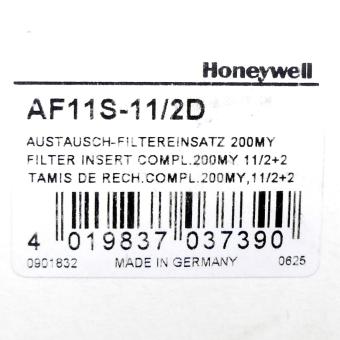 Honeywell
AF11S-11/2D
AUSTAUSCH-FILTEREINSATZ 200MY
FILTER INSERT COMPL.200MY 11/2+2
TAMIS DE RECH.COMPL.200MY,11/2+2
4 019837 037390
0901832 MADE IN GERMANY 0625